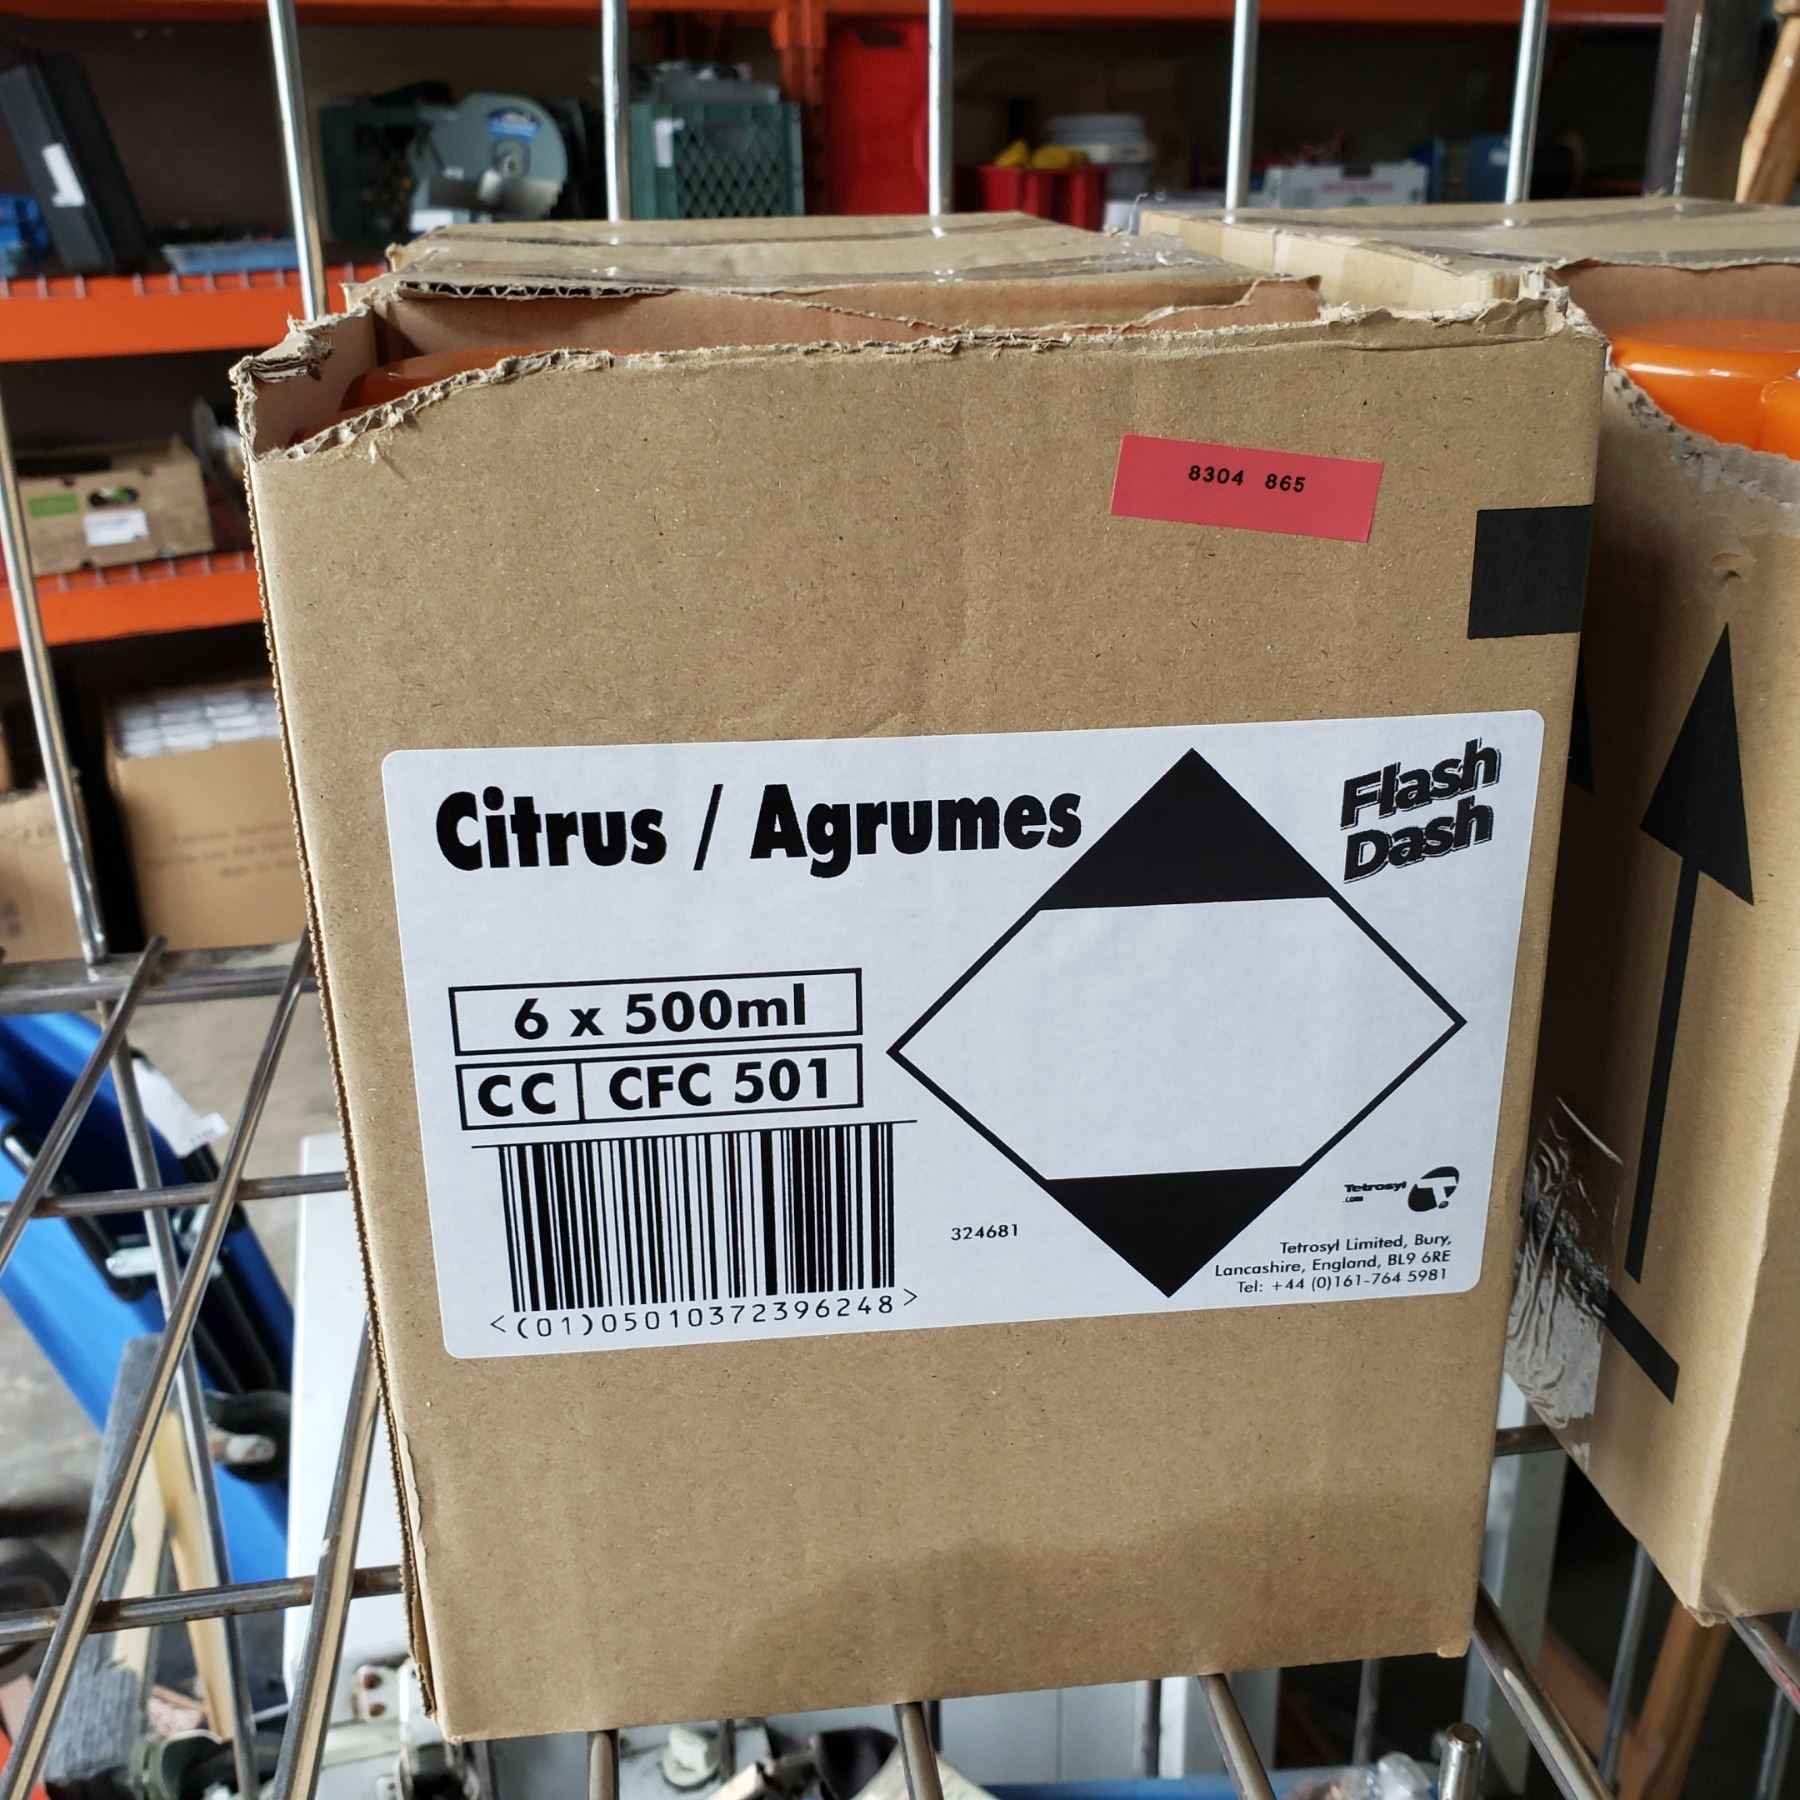 8304 865
Citrus / Agrumes
Flash
Dash
6 x 500ml
CC CFC 501
324681
<(01)05010372396248>
Tetrosyl
.com
Tetrosyl Limited, Bury,
Lancashire, England, BL9 6RE
Tel: +44 (0)161-764 5981